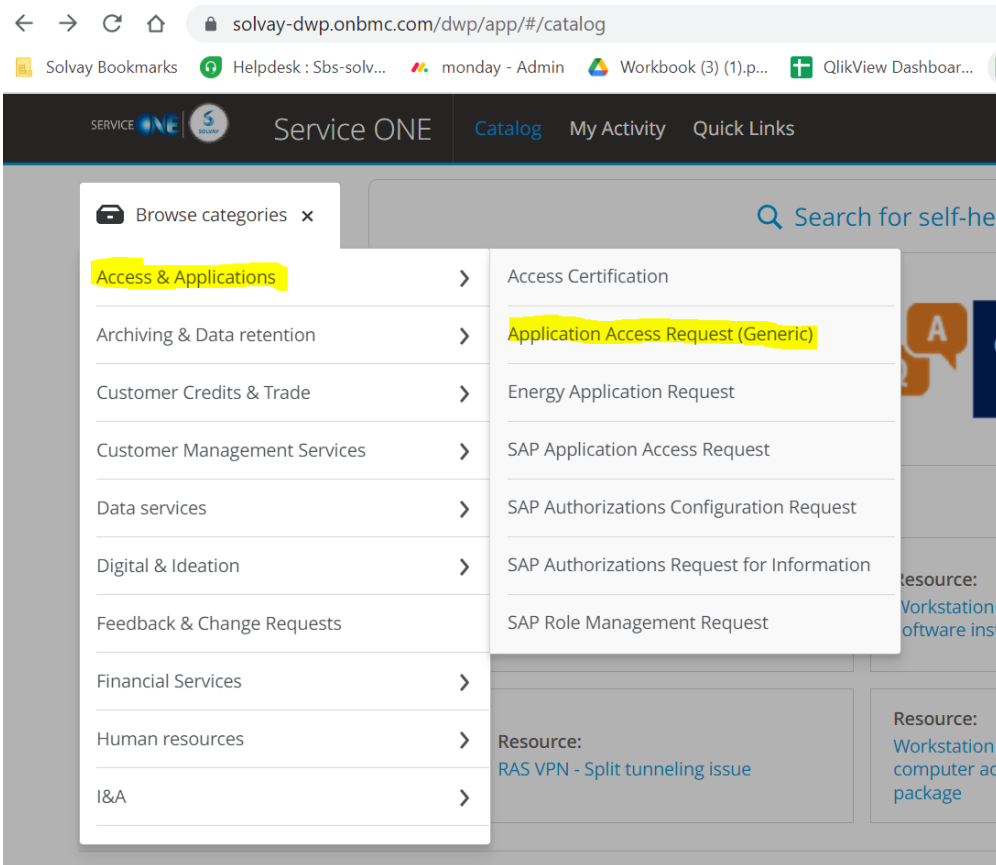 solvay-dwp.onbmc.com/dwp/app/#/catalog
Solvay Bookmarks Helpdesk : Sbs-solv... monday - Admin Workbook (3) (1).p... QlikView Dashboar...
SERVICE ONE SOLVAY Service ONE Catalog My Activity Quick Links
Browse categories
Search for self-he
Access & Applications
Archiving & Data retention
Customer Credits & Trade
Customer Management Services
Data services
Digital & Ideation
Feedback & Change Requests
Financial Services
Human resources
I&A
Access Certification
Application Access Request (Generic)
Energy Application Request
SAP Application Access Request
SAP Authorizations Configuration Request
SAP Authorizations Request for Information
SAP Role Management Request
A
Q
Resource:
Workstation
oftware ins
Resource:
RAS VPN - Split tunneling issue
Resource:
Workstation
computer ac
package